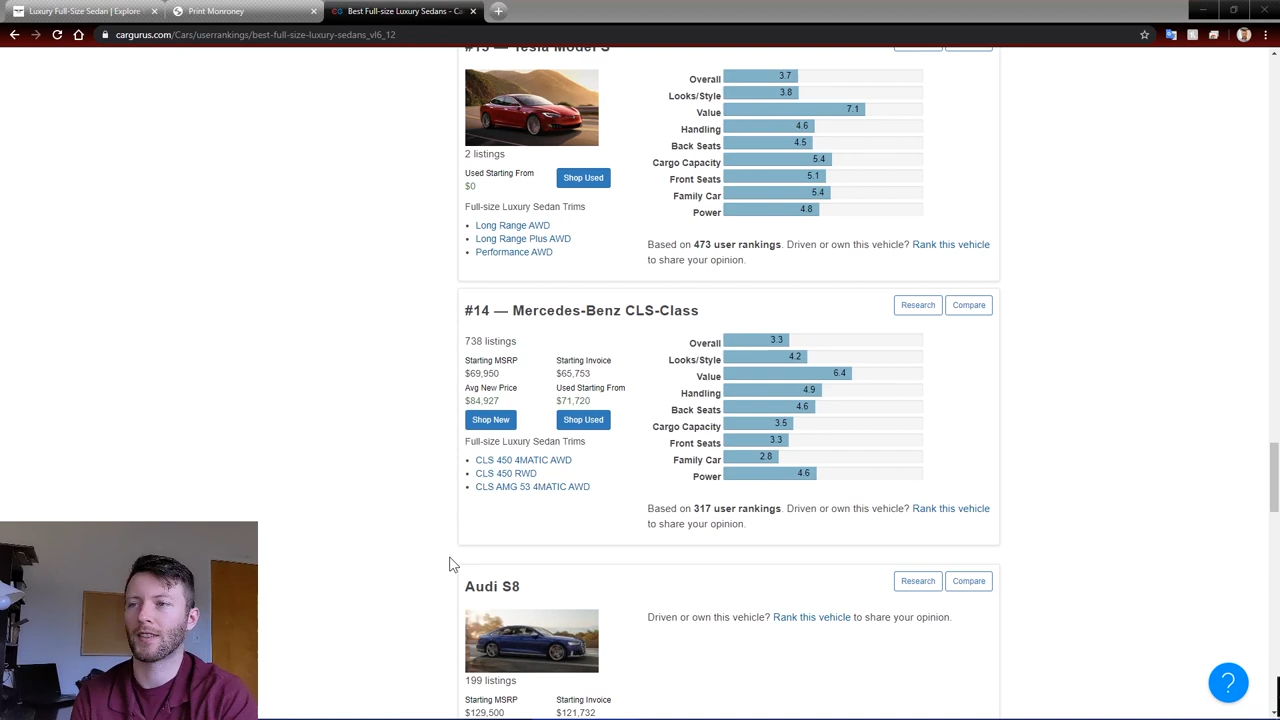 Luxury Full-Size Sedan | Explore
Print Monroney
Best Full-Size Luxury Sedans - Ca
cargurus.com/Cars/userrankings/best-full-size-luxury-sedans_vl6_12
#13 — Tesla Model S
Overall 3.7
Looks/Style 3.8
Value 7.1
Handling 4.6
Back Seats 4.5
Cargo Capacity 5.4
Front Seats 5.1
Family Car 5.4
Power 4.8
2 listings
Used Starting From
$0
Shop Used
Full-size Luxury Sedan Trims
Long Range AWD
Long Range Plus AWD
Performance AWD
Based on 473 user rankings. Driven or own this vehicle? Rank this vehicle
to share your opinion.
#14 — Mercedes-Benz CLS-Class
Research Compare
738 listings
Starting MSRP Starting Invoice
$69,950 $65,753
Avg New Price Used Starting From
$84,927 $71,720
Shop New Shop Used
Full-size Luxury Sedan Trims
CLS 450 4MATIC AWD
CLS 450 RWD
CLS AMG 53 4MATIC AWD
Overall 3.3
Looks/Style 4.2
Value 6.4
Handling 4.9
Back Seats 4.6
Cargo Capacity 3.5
Front Seats 3.3
Family Car 2.8
Power 4.6
Based on 317 user rankings. Driven or own this vehicle? Rank this vehicle
to share your opinion.
Audi S8
Research Compare
Driven or own this vehicle? Rank this vehicle to share your opinion.
199 listings
Starting MSRP Starting Invoice
$129,500 $121,732
?